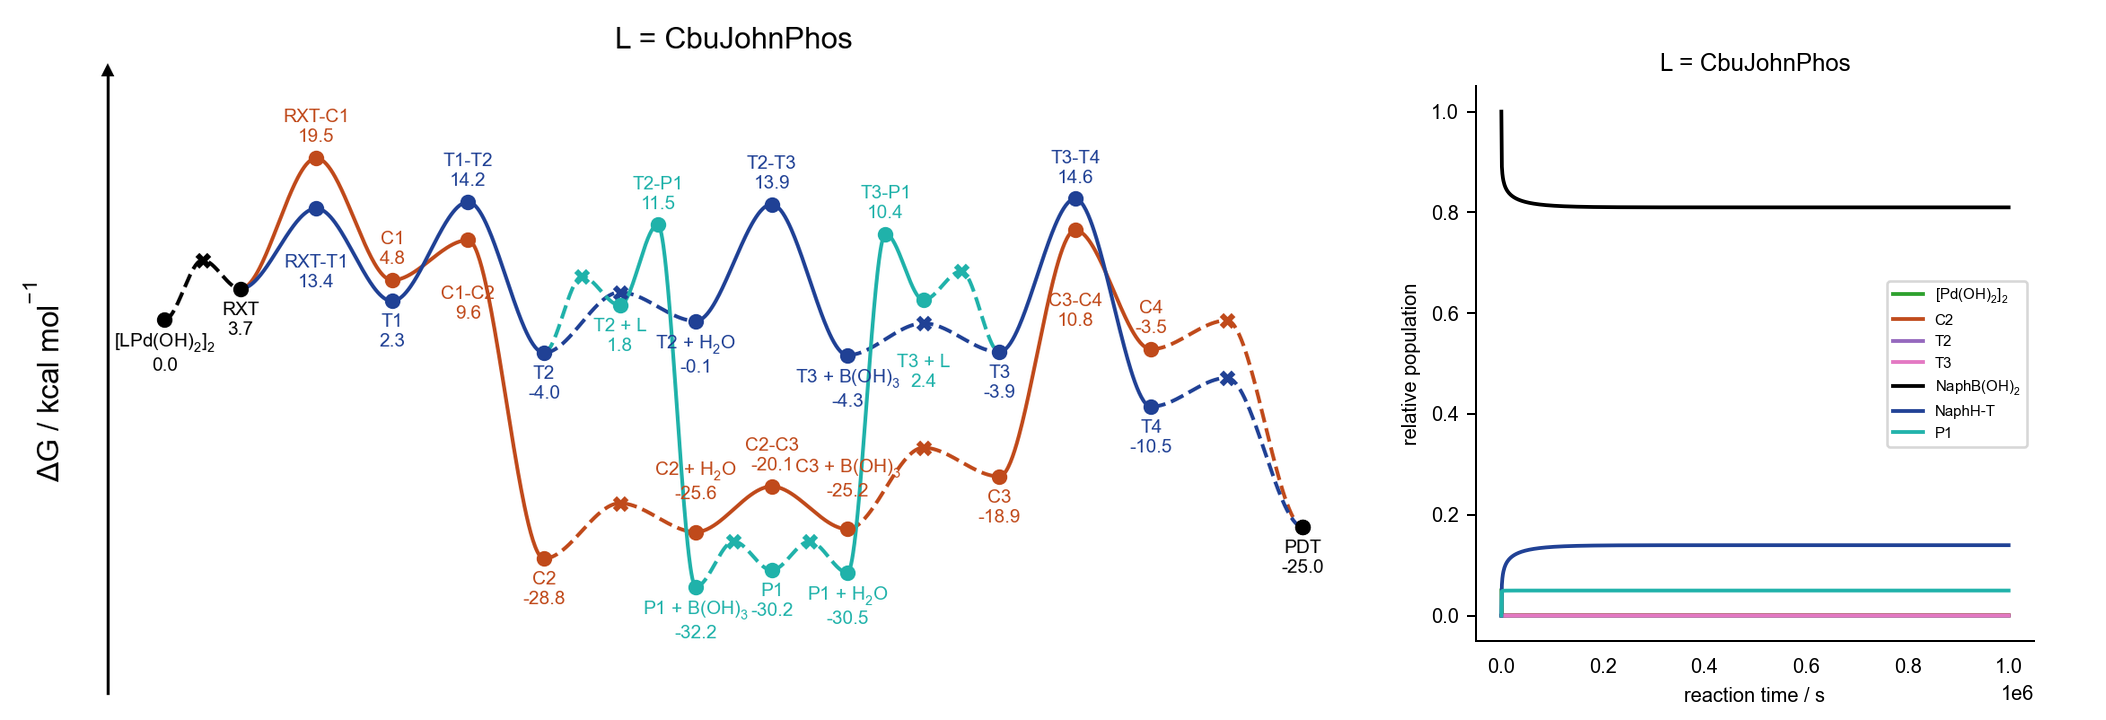 L = CbuJohnPhos
ΔG / kcal mol⁻¹
[LPd(OH)₂]₂
0.0
RXT
3.7
RXT-C1
19.5
RXT-T1
13.4
C1
4.8
T1
2.3
T1-T2
14.2
C1-C2
9.6
T2
-4.0
C2
-28.8
T2 + L
1.8
T2-P1
11.5
T2 + H₂O
-0.1
C2 + H₂O
-25.6
P1 + B(OH)₃
-32.2
T2-T3
13.9
C2-C3
-20.1
P1
-30.2
T3 + B(OH)₃
-4.3
C3 + B(OH)₃
-25.2
P1 + H₂O
-30.5
T3-P1
10.4
T3 + L
2.4
T3
-3.9
C3
-18.9
T3-T4
14.6
C3-C4
10.8
C4
-3.5
T4
-10.5
PDT
-25.0
L = CbuJohnPhos
relative population
1.0
0.8
0.6
0.4
0.2
0.0
0.0 0.2 0.4 0.6 0.8 1.0
1e6
reaction time / s
[Pd(OH)₂]₂
C2
T2
T3
NaphB(OH)₂
NaphH-T
P1